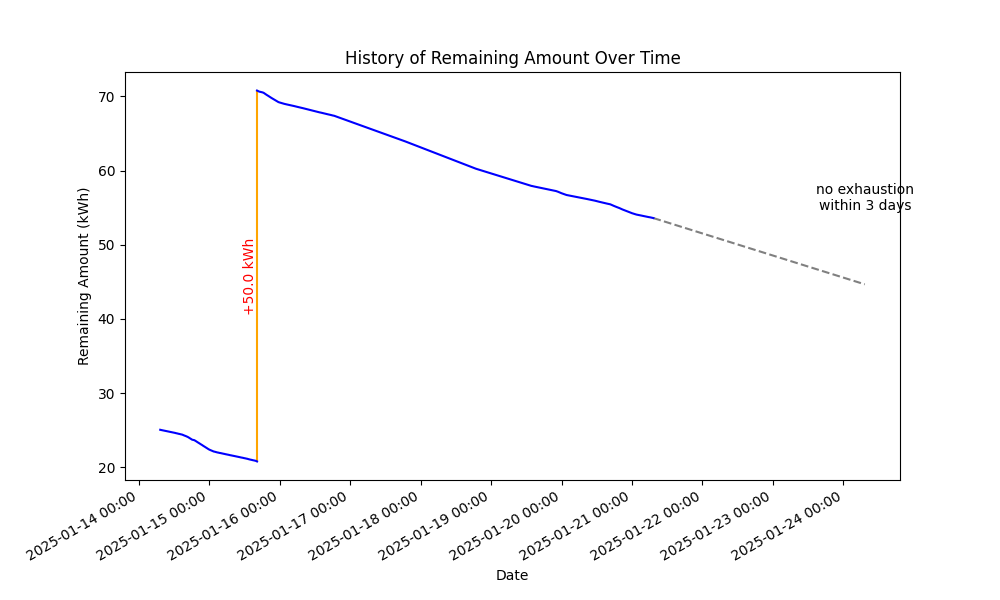 History of Remaining Amount Over Time
Remaining Amount (kWh)
70
60
50
40
30
20
+50.0 kWh
no exhaustion
within 3 days
2025-01-14 00:00
2025-01-15 00:00
2025-01-16 00:00
2025-01-17 00:00
2025-01-18 00:00
2025-01-19 00:00
2025-01-20 00:00
2025-01-21 00:00
2025-01-22 00:00
2025-01-23 00:00
2025-01-24 00:00
Date